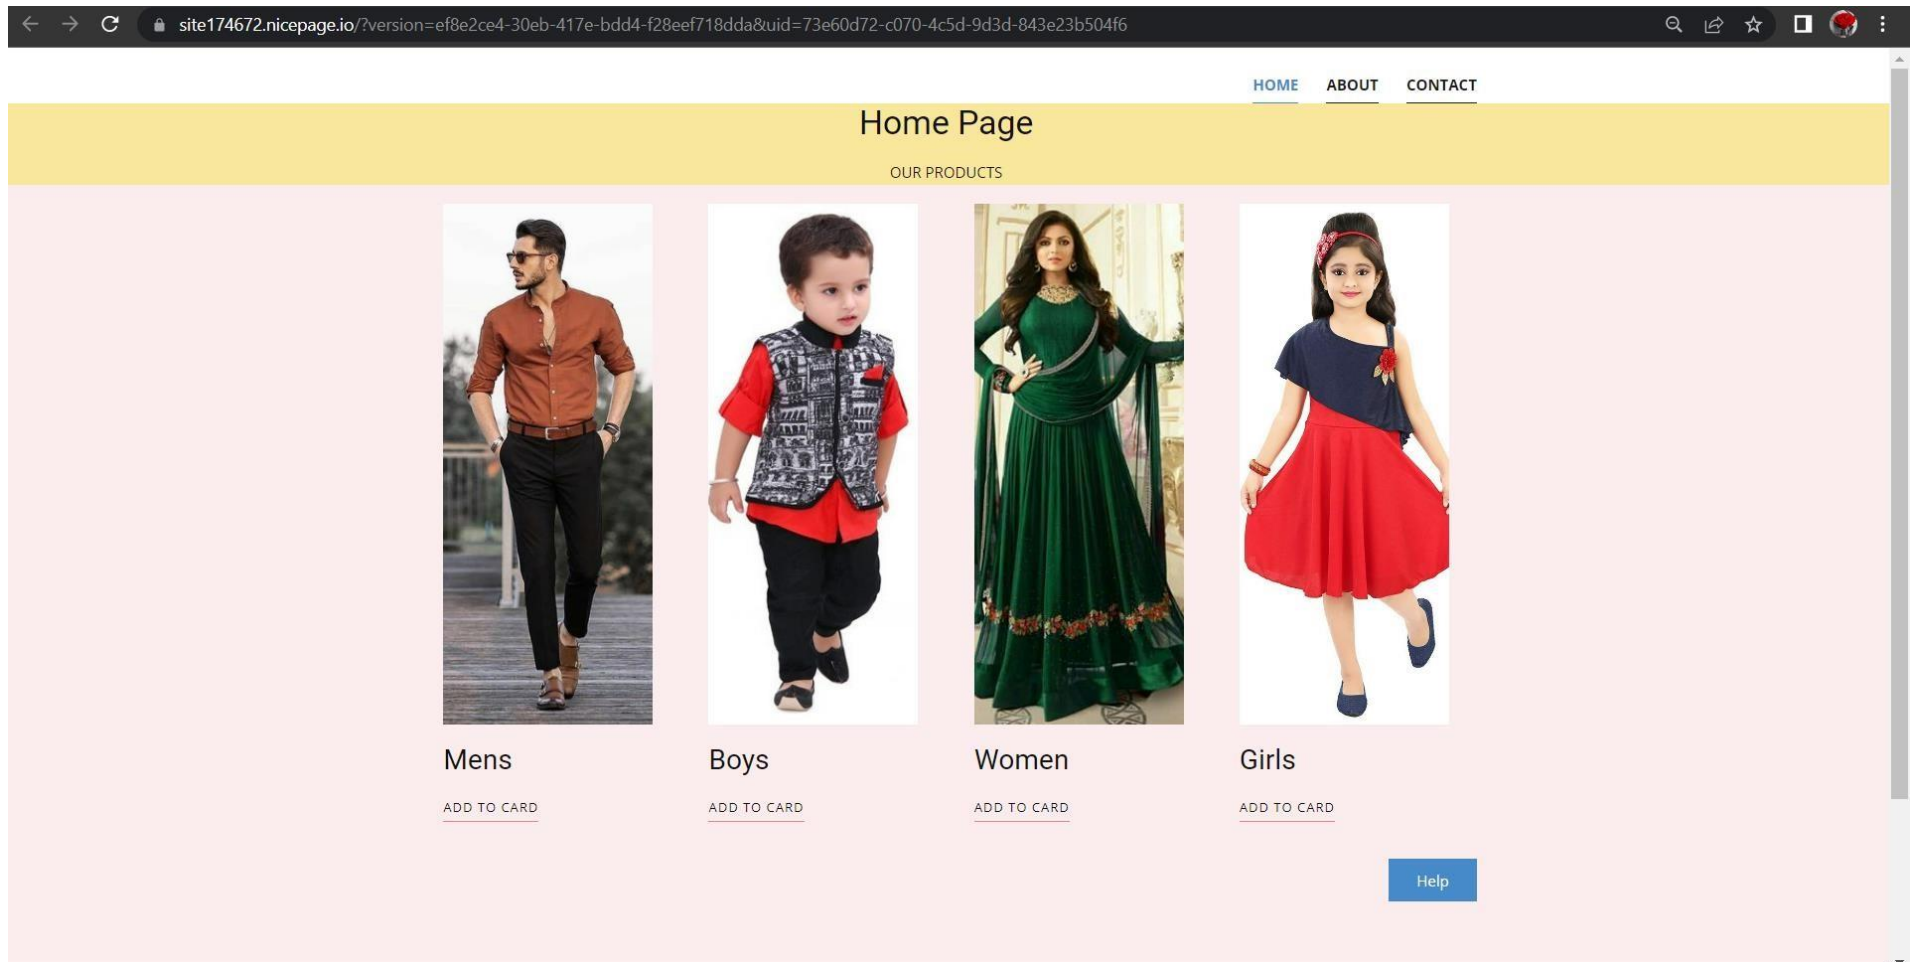 site174672.nicepage.io/?version=ef8e2ce4-30eb-417e-bdd4-f28eef718dda&uid=73e60d72-c070-4c5d-9d3d-843e23b504f6
HOME ABOUT CONTACT
Home Page
OUR PRODUCTS
Mens Boys Women Girls
ADD TO CARD ADD TO CARD ADD TO CARD ADD TO CARD
Help